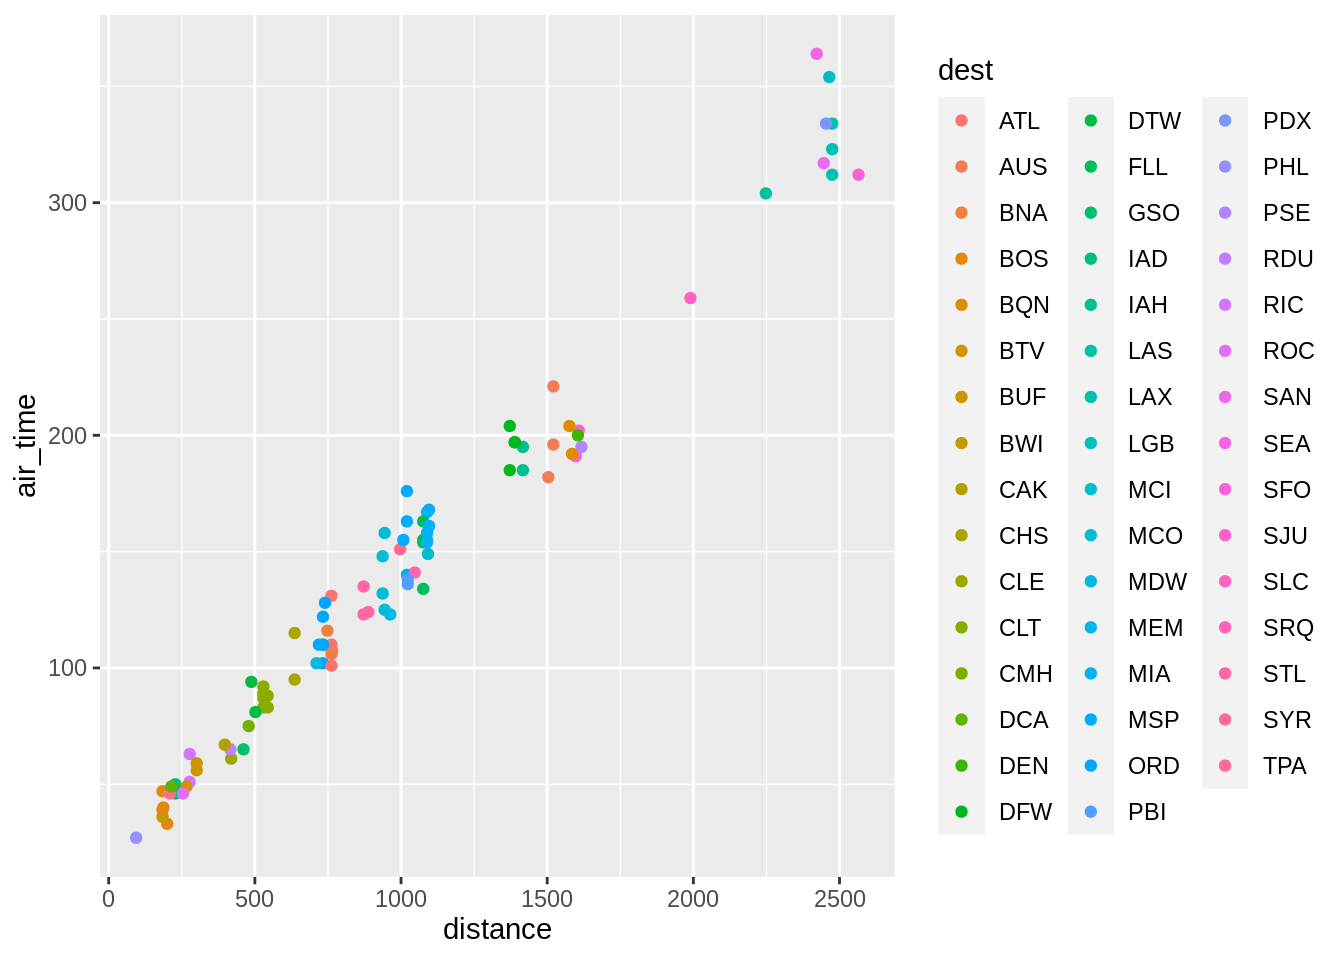 air_time
300
200
100
0 500 1000 1500 2000 2500
distance
dest
ATL DTW PDX
AUS FLL PHL
BNA GSO PSE
BOS IAD RDU
BQN IAH RIC
BTV LAS ROC
BUF LAX SAN
BWI LGB SEA
CAK MCI SFO
CHS MCO SJU
CLE MDW SLC
CLT MEM SRQ
CMH MIA STL
DCA MSP SYR
DEN ORD TPA
DFW PBI